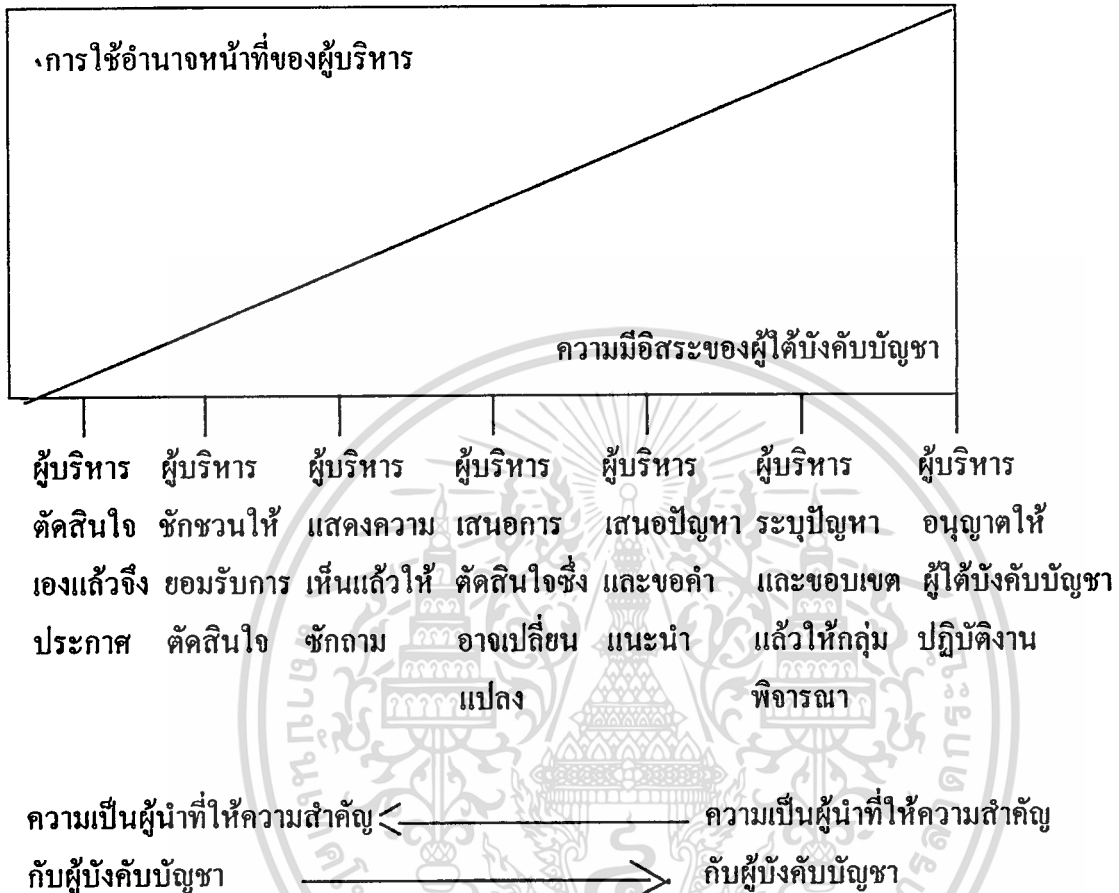 การใช้อำนาจหน้าที่ของผู้บริหาร
ความมีอิสระของผู้ใต้บังคับบัญชา
ผู้บริหาร ผู้บริหาร ผู้บริหาร ผู้บริหาร ผู้บริหาร ผู้บริหาร ผู้บริหาร
ตัดสินใจ ชักชวนให้ แสดงความ เสนอการ เสนอปัญหา ระบุปัญหา อนุญาตให้
เองแล้วจึง ยอมรับการ เห็นแล้วให้ ตัดสินใจซึ่ง และขอคำ และขอบเขต ผู้ใต้บังคับบัญชา
ประกาศ ตัดสินใจ ซักถาม อาจเปลี่ยน แนะนำ แล้วให้กลุ่ม ปฏิบัติงาน
แปลง พิจารณา
ความเป็นผู้นำที่ให้ความสำคัญ ความเป็นผู้นำที่ให้ความสำคัญ
กับผู้บังคับบัญชา กับผู้บังคับบัญชา